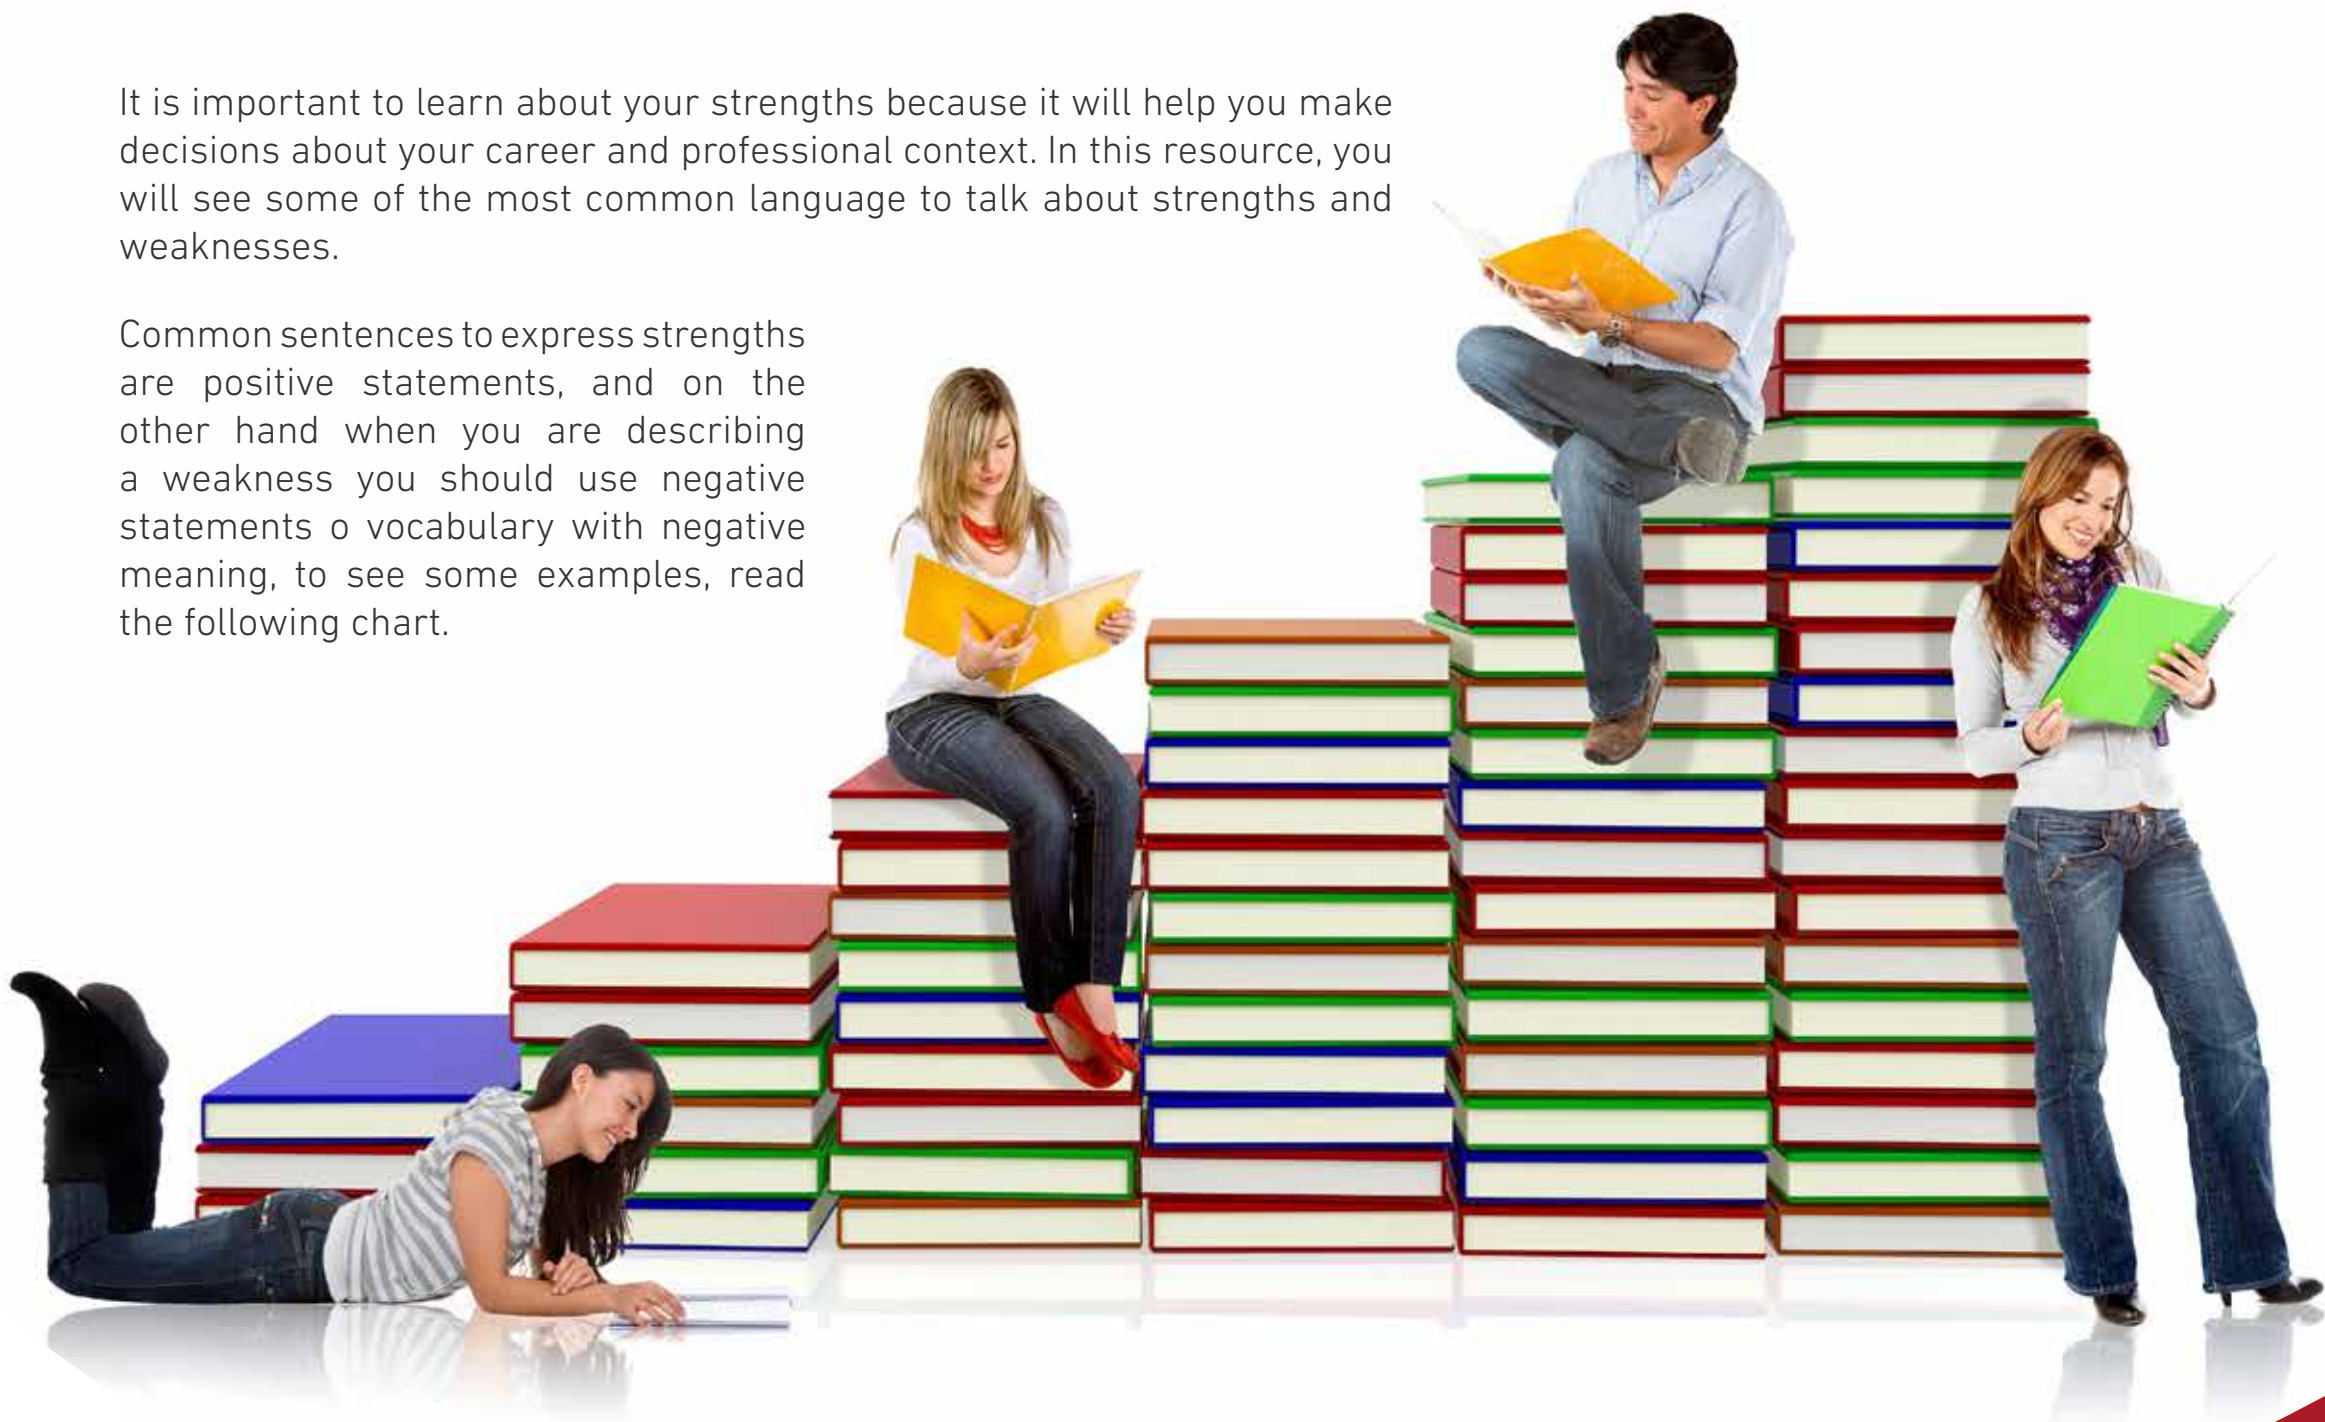 It is important to learn about your strengths because it will help you make
decisions about your career and professional context. In this resource, you
will see some of the most common language to talk about strengths and
weaknesses.
Common sentences to express strengths
are positive statements, and on the
other hand when you are describing
a weakness you should use negative
statements o vocabulary with negative
meaning, to see some examples, read
the following chart.